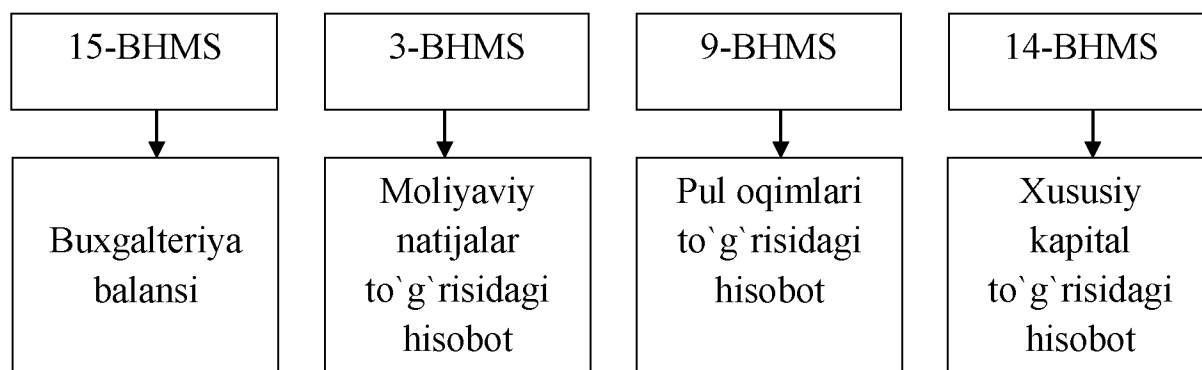 15-BHMS
3-BHMS
9-BHMS
14-BHMS
Buxgalteriya
balansi
Moliyaviy
natijalar
to`g`risidagi
hisobot
Pul oqimlari
to`g`risidagi
hisobot
Xususiy
kapital
to`g`risidagi
hisobot